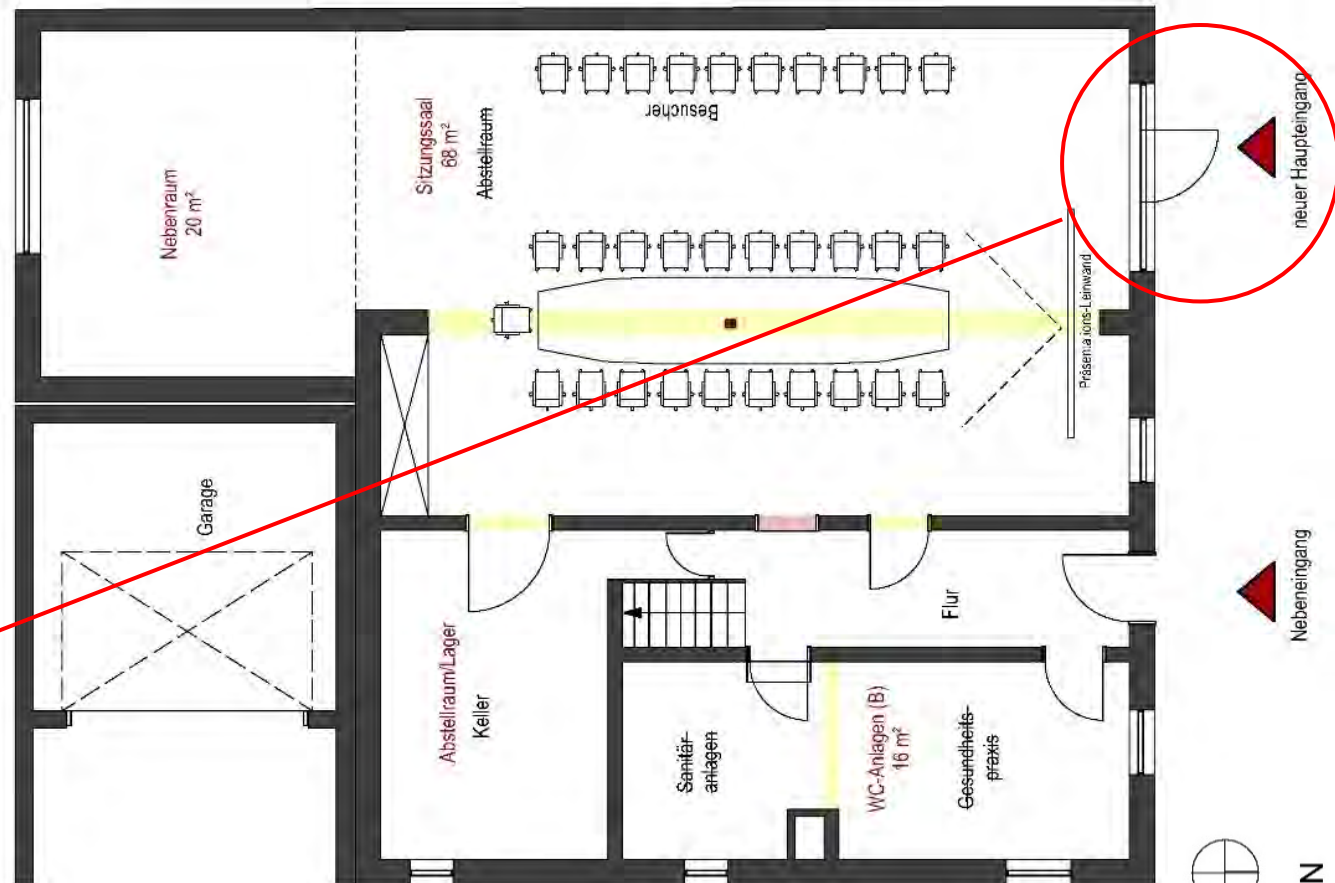 Nebenraum
20 m²
Sitzungssaal
68 m²
Abstellraum
Besucher
neuer Haupteingang
Präsentations-Leinwand
Garage
Abstellraum/Lager
Keller
Flur
Nebeneingang
Sanitär-
anlagen
WC-Anlagen (B)
16 m²
Gesundheits-
praxis
N